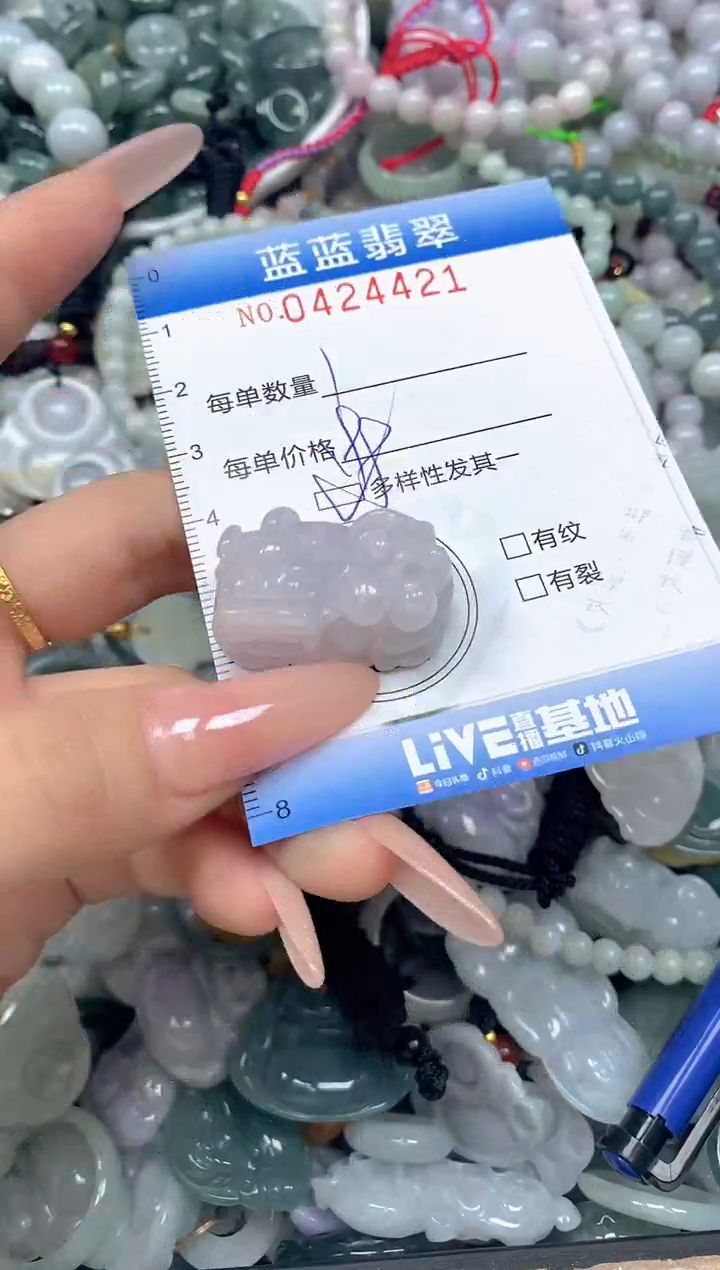 蓝蓝翡翠
NO.0424421
0
1
2
3
4
8
每单数量
每单价格
多样性发其一
□有纹
□有裂
LiVE直播基地
今日头条 抖音 西瓜视频 抖音火山版